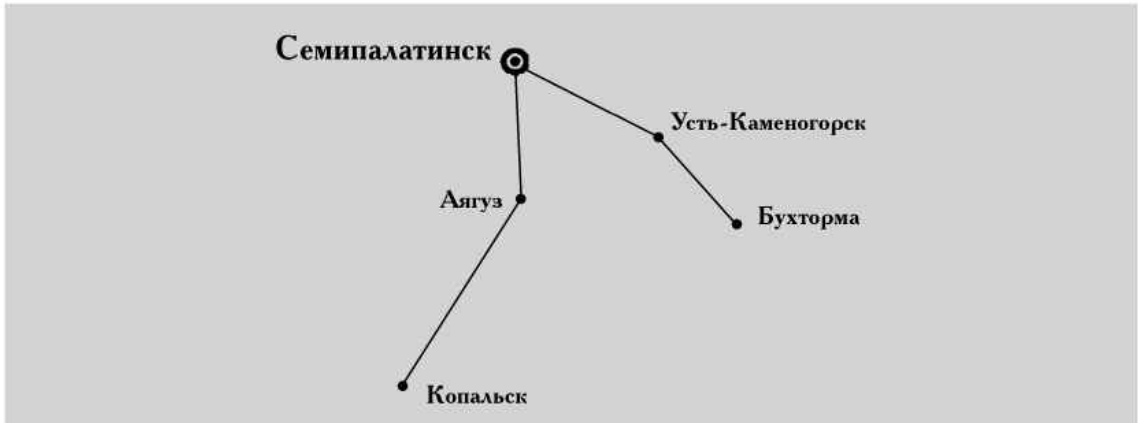 Семипалатинск
Усть-Каменогорск
Аягуз
Бухторма
Копальск